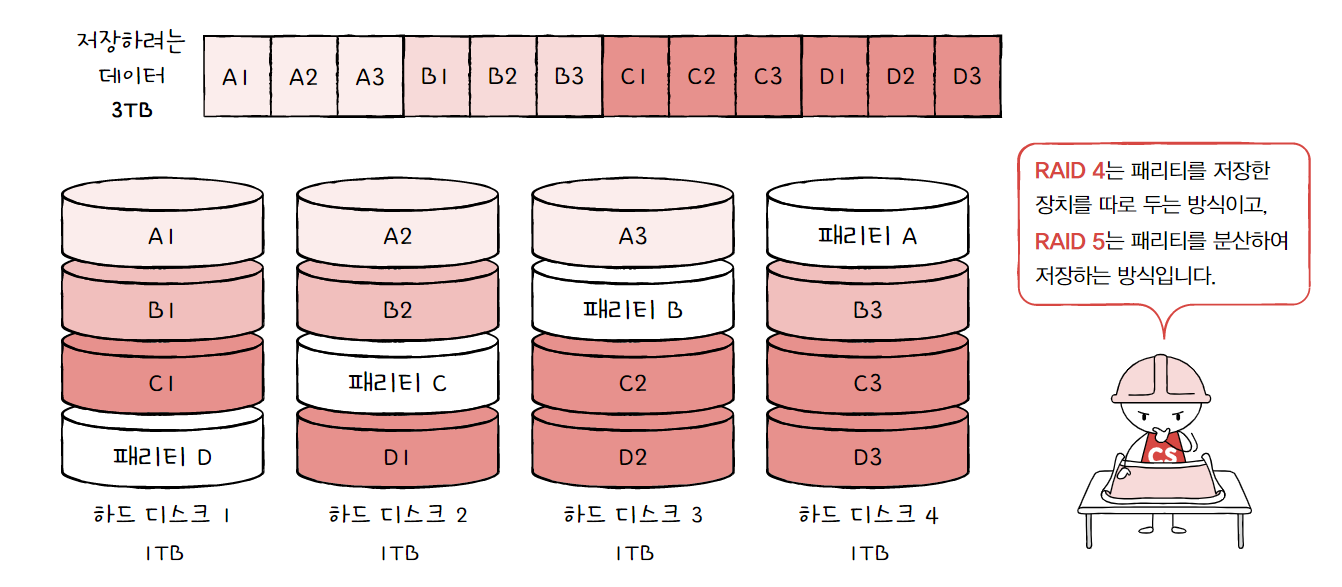 저장하려는
데이터
3TB
A1 A2 A3 B1 B2 B3 C1 C2 C3 D1 D2 D3
RAID 4는 패리티를 저장한
장치를 따로 두는 방식이고,
RAID 5는 패리티를 분산하여
저장하는 방식입니다.
A1 A2 A3 패리티 A
B1 B2 패리티 B B3
C1 패리티 C C2 C3
패리티 D D1 D2 D3
CS
하드 디스크 1 하드 디스크 2 하드 디스크 3 하드 디스크 4
1TB 1TB 1TB 1TB